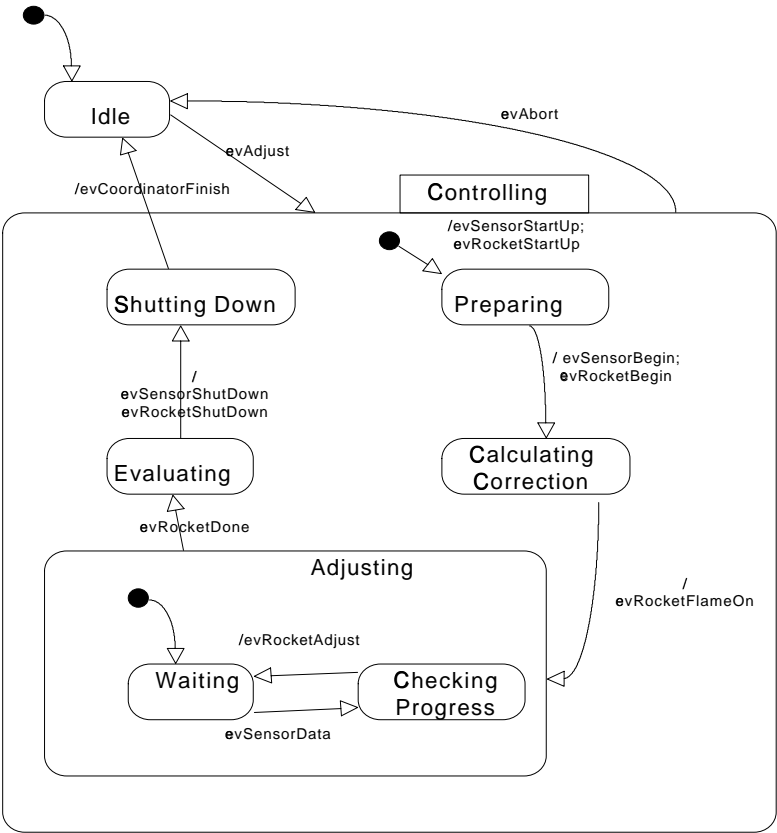 Idle
evAbort
evAdjust
/evCoordinatorFinish
Controlling
/evSensorStartUp;
evRocketStartUp
Shutting Down
Preparing
/
evSensorShutDown
evRocketShutDown
/ evSensorBegin;
evRocketBegin
Evaluating
Calculating
Correction
evRocketDone
Adjusting
/
evRocketFlameOn
/evRocketAdjust
Waiting
Checking
Progress
evSensorData